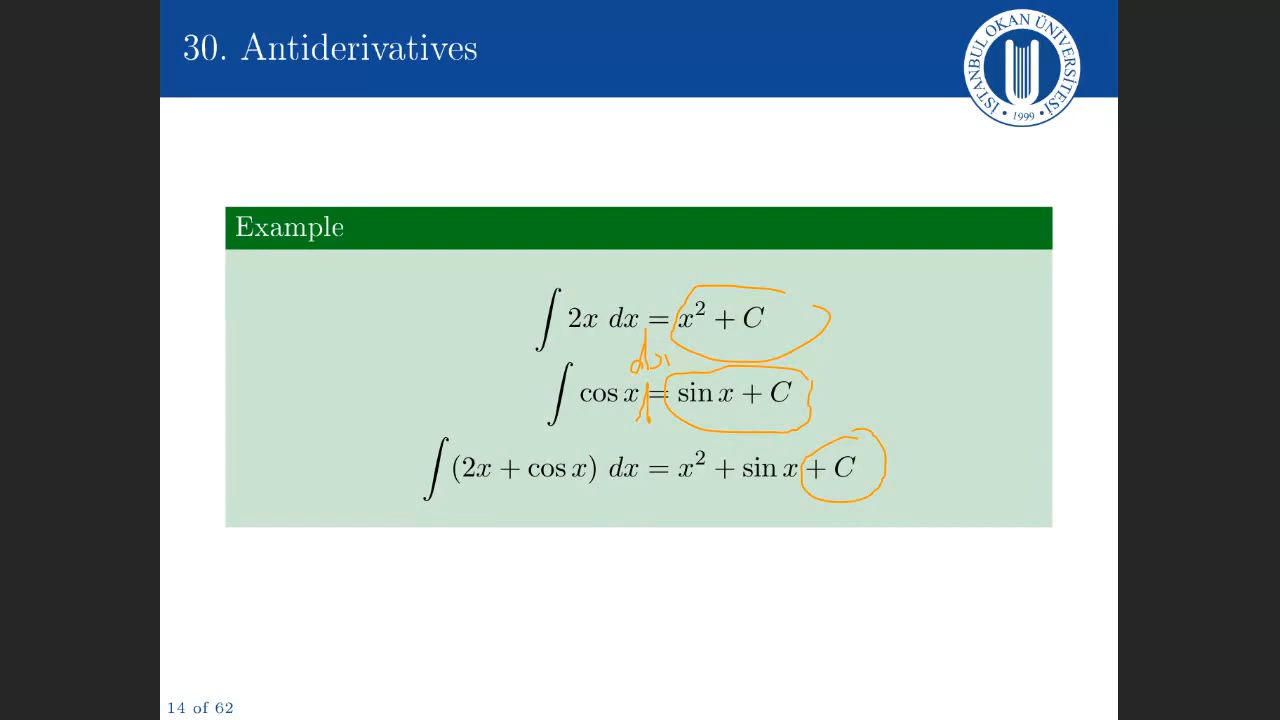 30. Antiderivatives
İSTANBUL OKAN ÜNİVERSİTESİ
• 1999 •
Example
∫ 2x dx = x² + C
dx
∫ cos x = sin x + C
∫ (2x + cos x) dx = x² + sin x + C
14 of 62